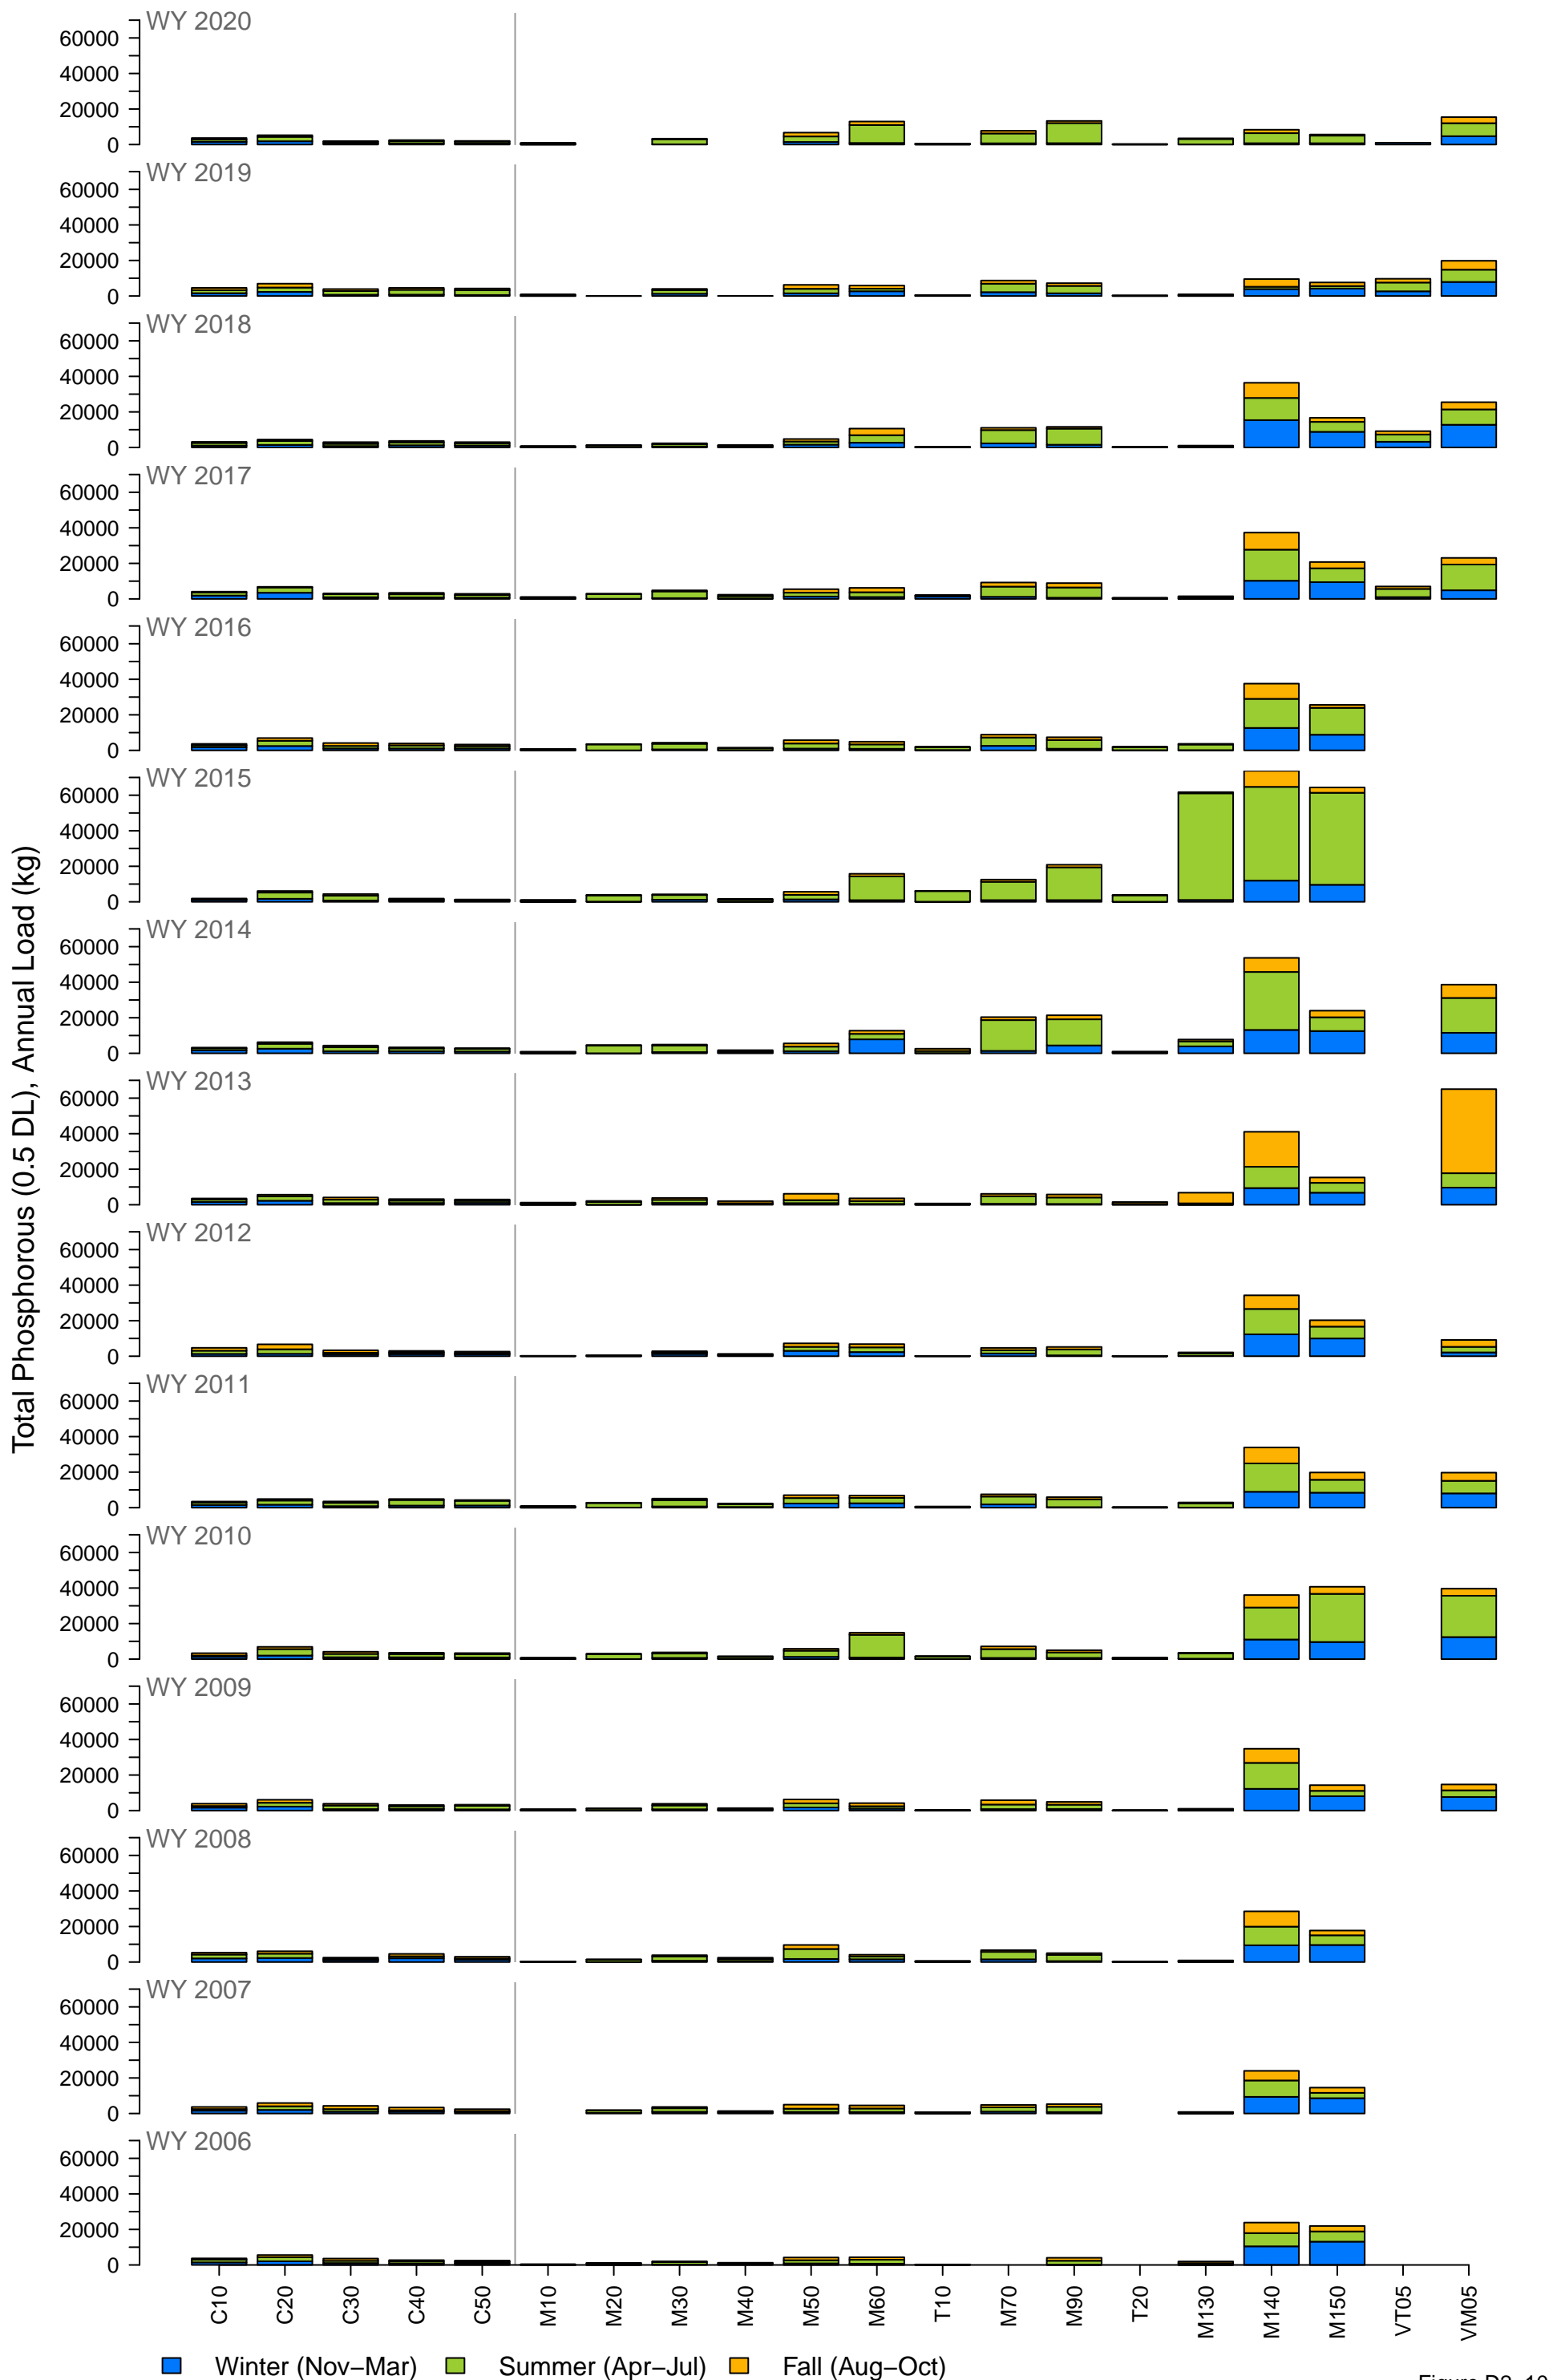 WY 2020
60000
40000
20000
0
WY 2019
60000
40000
20000
0
WY 2018
60000
40000
20000
0
WY 2017
60000
40000
20000
0
WY 2016
60000
40000
20000
0
WY 2015
60000
40000
20000
0
WY 2014
60000
40000
20000
0
WY 2013
60000
40000
20000
0
WY 2012
60000
40000
20000
0
WY 2011
60000
40000
20000
0
WY 2010
60000
40000
20000
0
WY 2009
60000
40000
20000
0
WY 2008
60000
40000
20000
0
WY 2007
60000
40000
20000
0
WY 2006
60000
40000
20000
0
Total Phosphorous (0.5 DL), Annual Load (kg)
C10
C20
C30
C40
C50
M10
M20
M30
M40
M50
M60
T10
M70
M90
T20
M130
M140
M150
VT05
VM05
Winter (Nov−Mar)
Summer (Apr−Jul)
Fall (Aug−Oct)